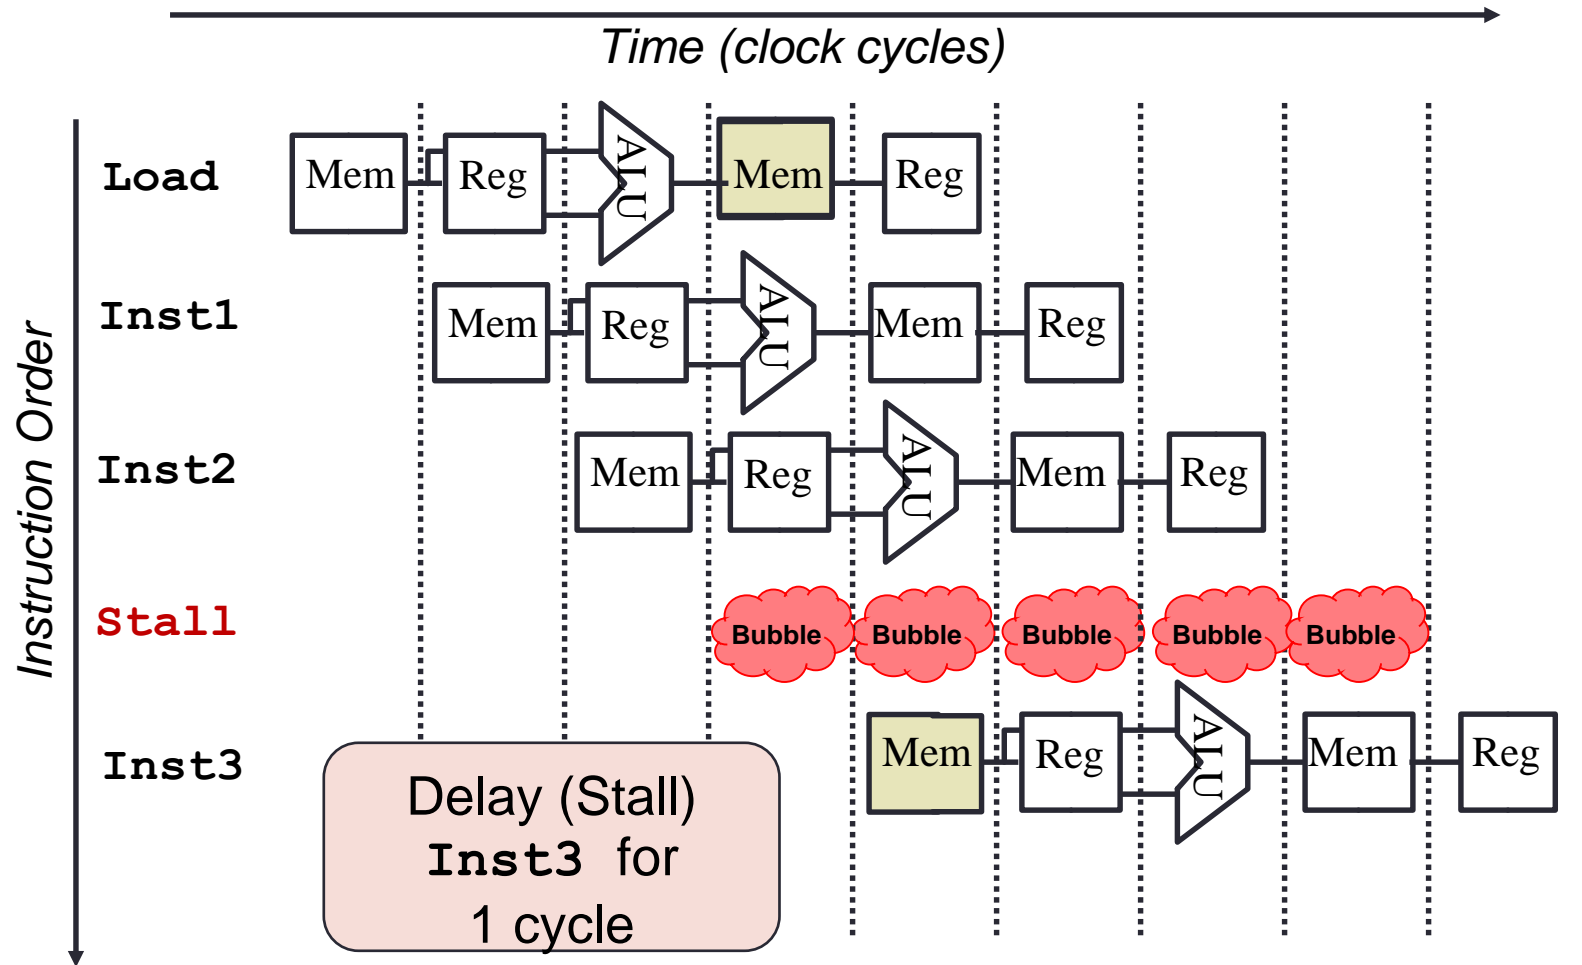 Time (clock cycles)
Instruction Order
Load Mem Reg ALU Mem Reg
Inst1 Mem Reg ALU Mem Reg
Inst2 Mem Reg ALU Mem Reg
Stall Bubble Bubble Bubble Bubble Bubble
Inst3 Mem Reg ALU Mem Reg
Delay (Stall)
Inst3 for
1 cycle